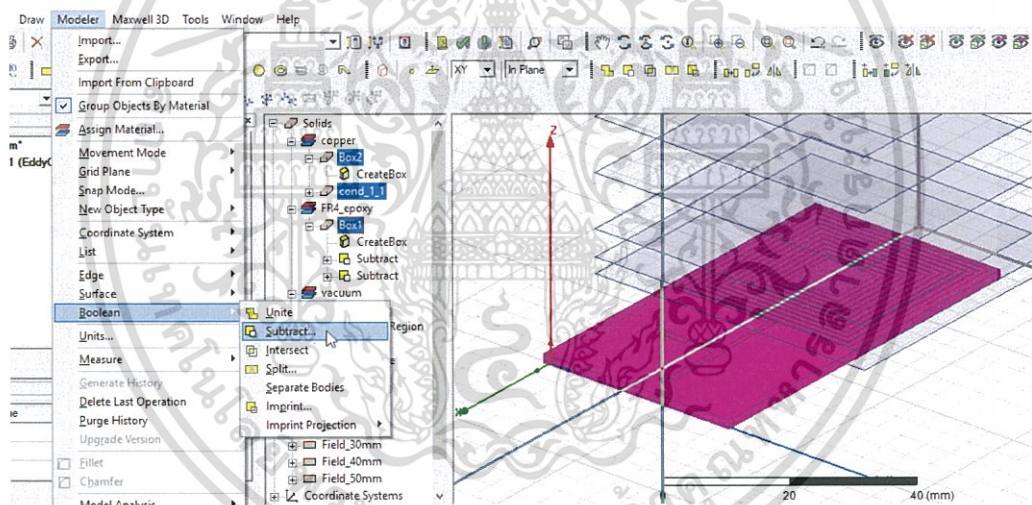 Draw Modeler Maxwell 3D Tools Window Help
Import...
Export...
Import From Clipboard
Group Objects By Material
Assign Material...
Movement Mode
Grid Plane
Snap Mode...
New Object Type
Coordinate System
List
Edge
Surface
Boolean
Units...
Measure
Generate History
Delete Last Operation
Purge History
Upgrade Version
Fillet
Chamfer
Model Analysis
Unite
Subtract...
Intersect
Split...
Separate Bodies
Imprint...
Imprint Projection
XY
In Plane
Solids
copper
Box2
CreateBox
cond_1_1
FR4_epoxy
Box1
CreateBox
Subtract
Subtract
vacuum
Region
Field_30mm
Field_40mm
Field_50mm
Coordinate Systems
Z
0
20
40 (mm)